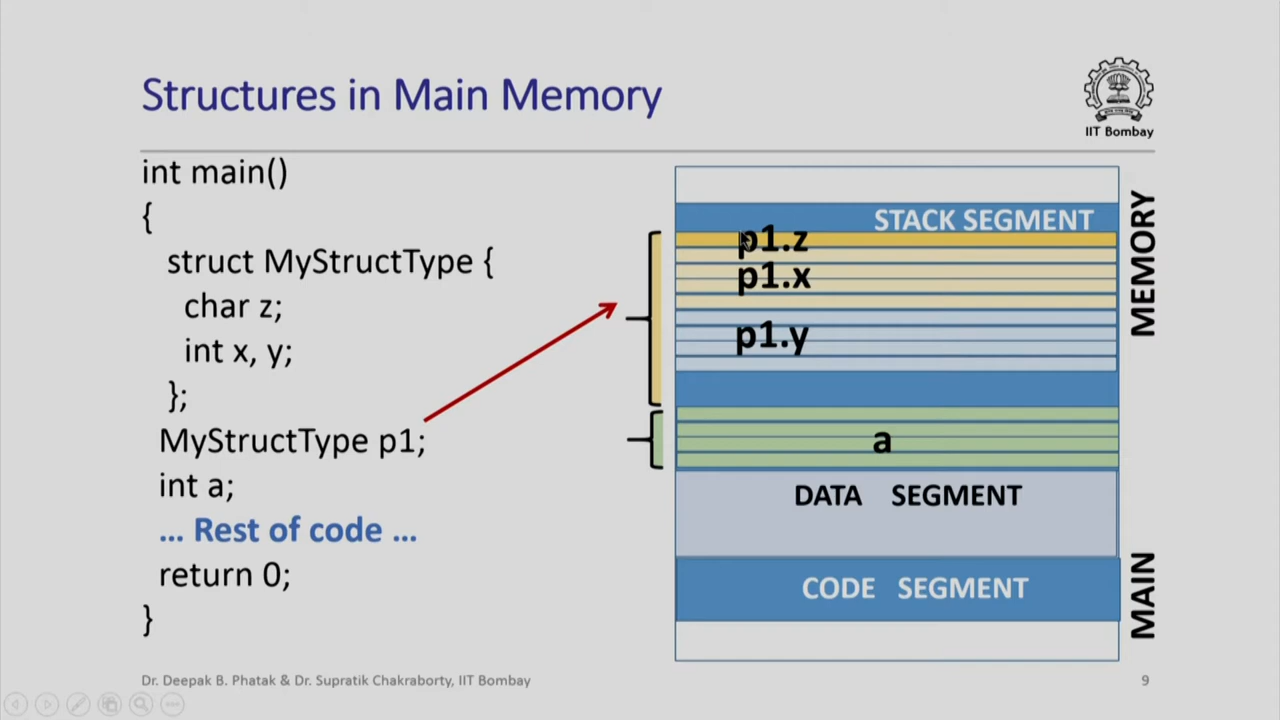 Structures in Main Memory
IIT Bombay
int main()
{
struct MyStructType {
char z;
int x, y;
};
MyStructType p1;
int a;
... Rest of code ...
return 0;
}
STACK SEGMENT
p1.z
p1.x
p1.y
a
DATA SEGMENT
CODE SEGMENT
MAIN MEMORY
Dr. Deepak B. Phatak & Dr. Supratik Chakraborty, IIT Bombay
9